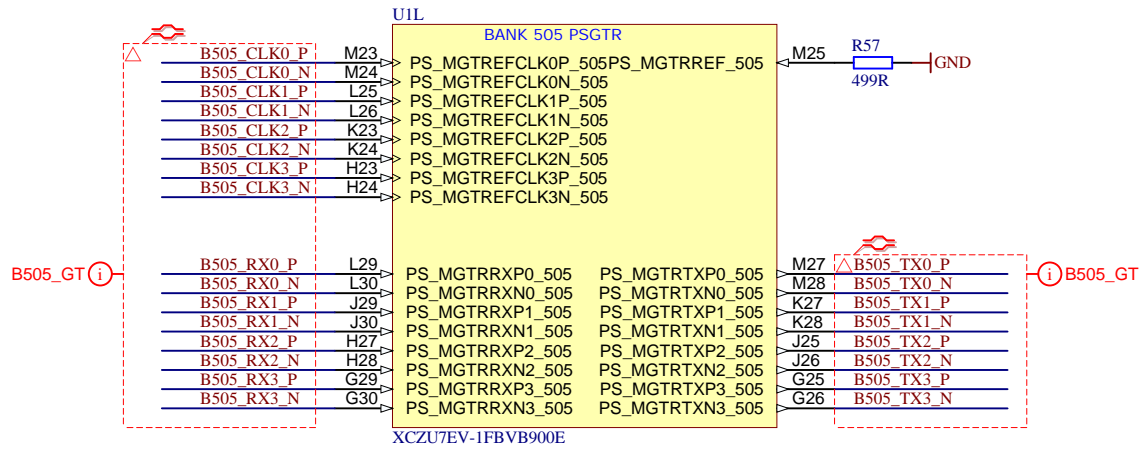 U1L
BANK 505 PSGTR
B505_CLK0_P M23 PS_MGTREFCLK0P_505 PS_MGTRREF_505 M25 R57 GND
499R
B505_CLK0_N M24 PS_MGTREFCLK0N_505
B505_CLK1_P L25 PS_MGTREFCLK1P_505
B505_CLK1_N L26 PS_MGTREFCLK1N_505
B505_CLK2_P K23 PS_MGTREFCLK2P_505
B505_CLK2_N K24 PS_MGTREFCLK2N_505
B505_CLK3_P H23 PS_MGTREFCLK3P_505
B505_CLK3_N H24 PS_MGTREFCLK3N_505
B505_GT i
B505_RX0_P L29 PS_MGTRRXP0_505 PS_MGTRTXP0_505 M27 B505_TX0_P
i B505_GT
B505_RX0_N L30 PS_MGTRRXN0_505 PS_MGTRTXN0_505 M28 B505_TX0_N
B505_RX1_P J29 PS_MGTRRXP1_505 PS_MGTRTXP1_505 K27 B505_TX1_P
B505_RX1_N J30 PS_MGTRRXN1_505 PS_MGTRTXN1_505 K28 B505_TX1_N
B505_RX2_P H27 PS_MGTRRXP2_505 PS_MGTRTXP2_505 J25 B505_TX2_P
B505_RX2_N H28 PS_MGTRRXN2_505 PS_MGTRTXN2_505 J26 B505_TX2_N
B505_RX3_P G29 PS_MGTRRXP3_505 PS_MGTRTXP3_505 G25 B505_TX3_P
B505_RX3_N G30 PS_MGTRRXN3_505 PS_MGTRTXN3_505 G26 B505_TX3_N
XCZU7EV-1FBVB900E